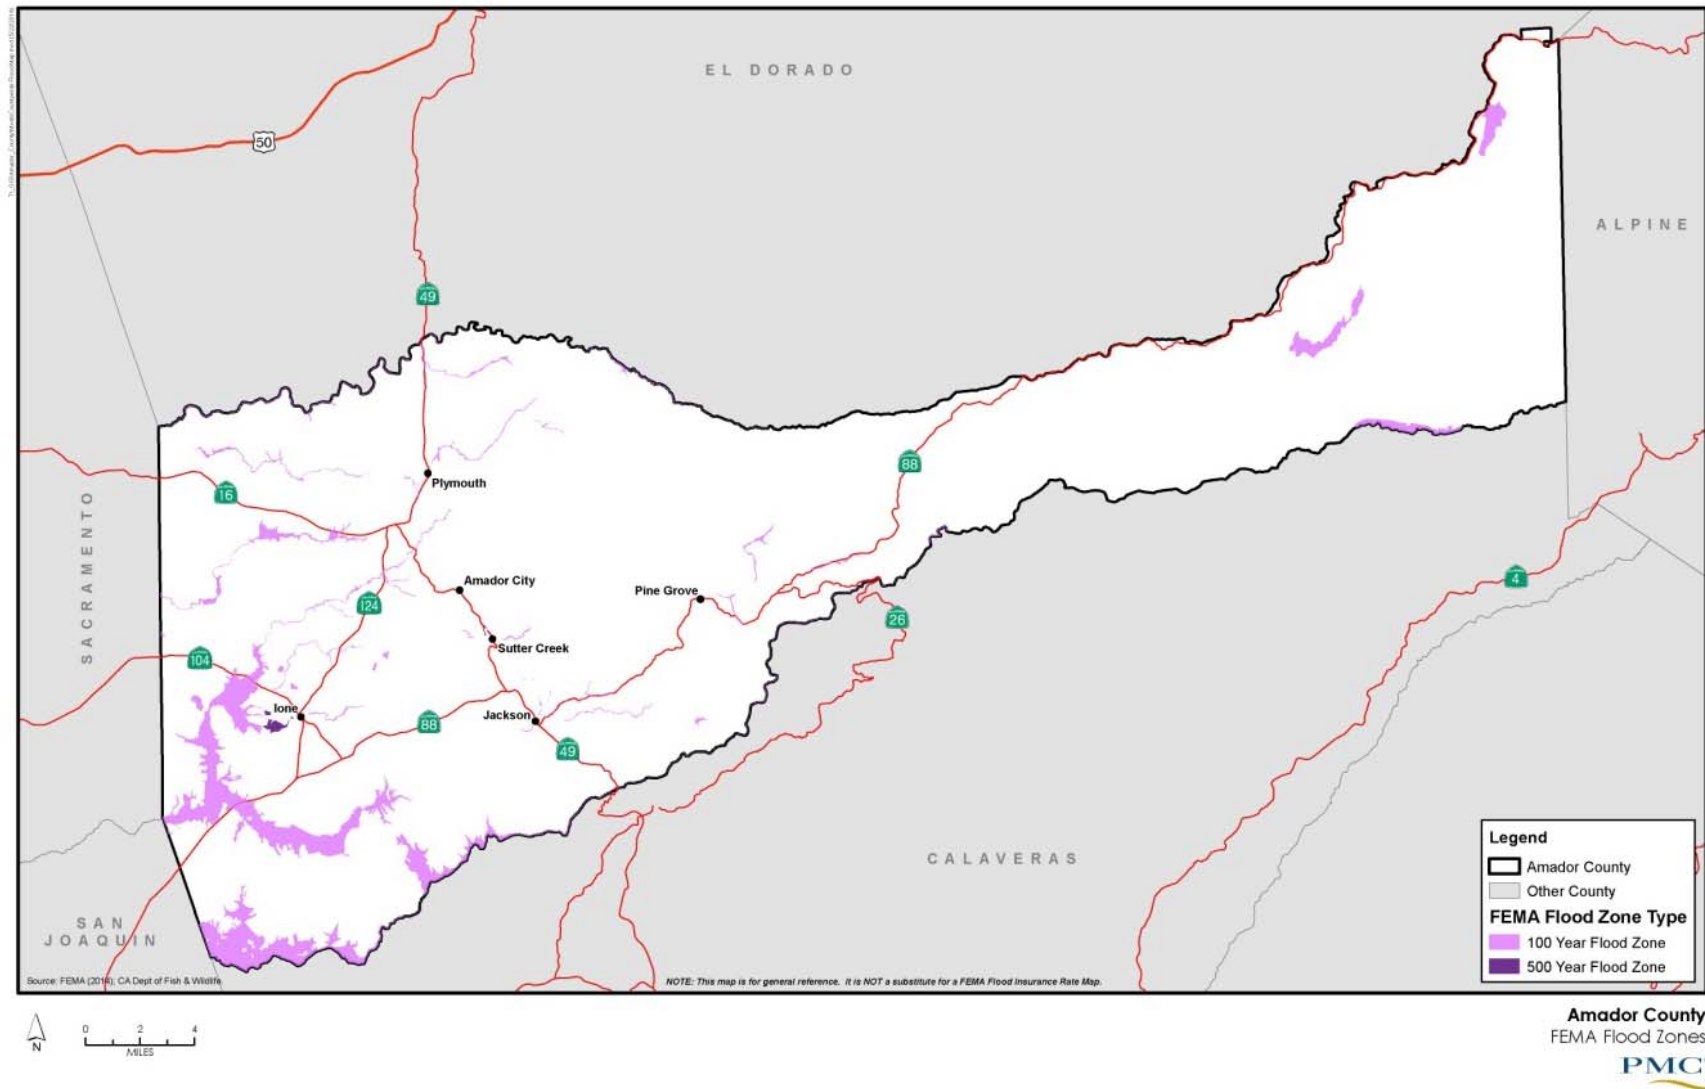 EL DORADO
50
ALPINE
49
Plymouth
16
88
SACRAMENTO
Amador City
Pine Grove
124
4
26
Sutter Creek
104
Ione
Jackson
88
49
CALAVERAS
SAN
JOAQUIN
Legend
Amador County
Other County
FEMA Flood Zone Type
100 Year Flood Zone
500 Year Flood Zone
Source: FEMA (2014); CA Dept of Fish & Wildlife
NOTE: This map is for general reference. It is NOT a substitute for a FEMA Flood Insurance Rate Map.
N
0 2 4
MILES
Amador County
FEMA Flood Zones
PMC